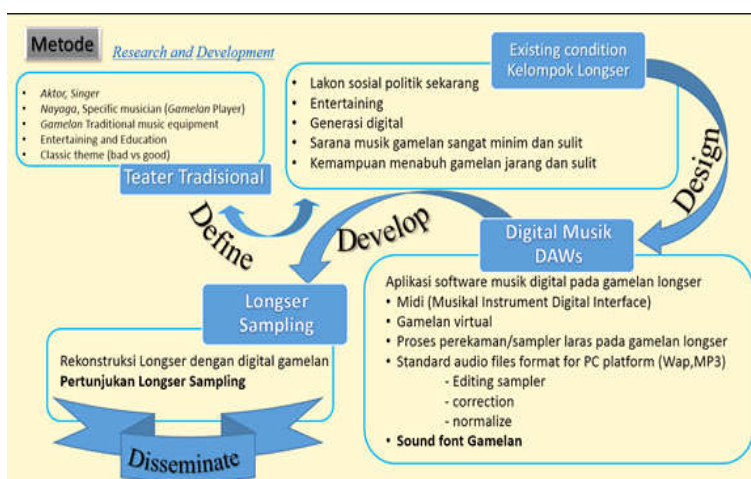 Metode
Research and Development
• Aktor, Singer
• Nayaga, Specific musician (Gamelan Player)
• Gamelan Traditional music equipment
• Entertaining and Education
• Classic theme (bad vs good)
Teater Tradisional
Existing condition
Kelompok Longser
• Lakon sosial politik sekarang
• Entertaining
• Generasi digital
• Sarana musik gamelan sangat minim dan sulit
• Kemampuan menabuh gamelan jarang dan sulit
Define
Develop
Design
Digital Musik
DAWs
Aplikasi software musik digital pada gamelan longser
• Midi (Musikal Instrument Digital Interface)
• Gamelan virtual
• Proses perekaman/sampler laras pada gamelan longser
• Standard audio files format for PC platform (Wap,MP3)
- Editing sampler
- correction
- normalize
• Sound font Gamelan
Longser
Sampling
Rekonstruksi Longser dengan digital gamelan
Pertunjukan Longser Sampling
Disseminate